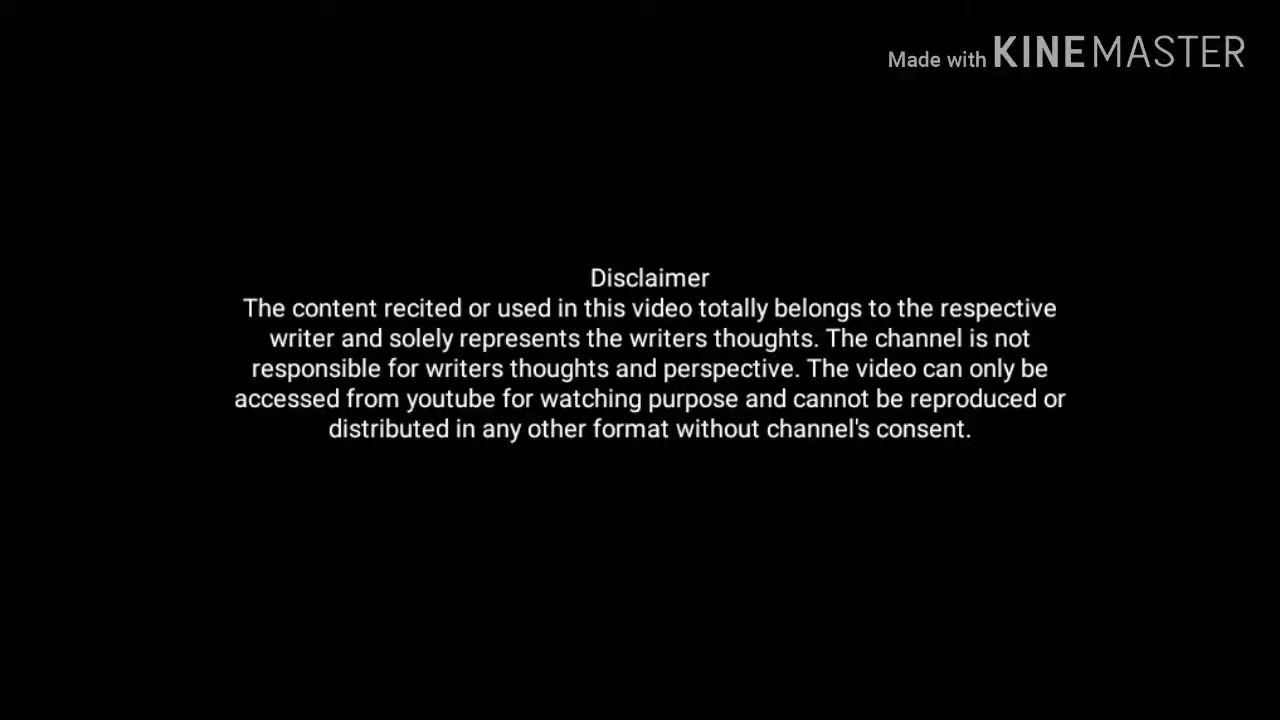 Made with KINEMASTER
Disclaimer
The content recited or used in this video totally belongs to the respective
writer and solely represents the writers thoughts. The channel is not
responsible for writers thoughts and perspective. The video can only be
accessed from youtube for watching purpose and cannot be reproduced or
distributed in any other format without channel's consent.